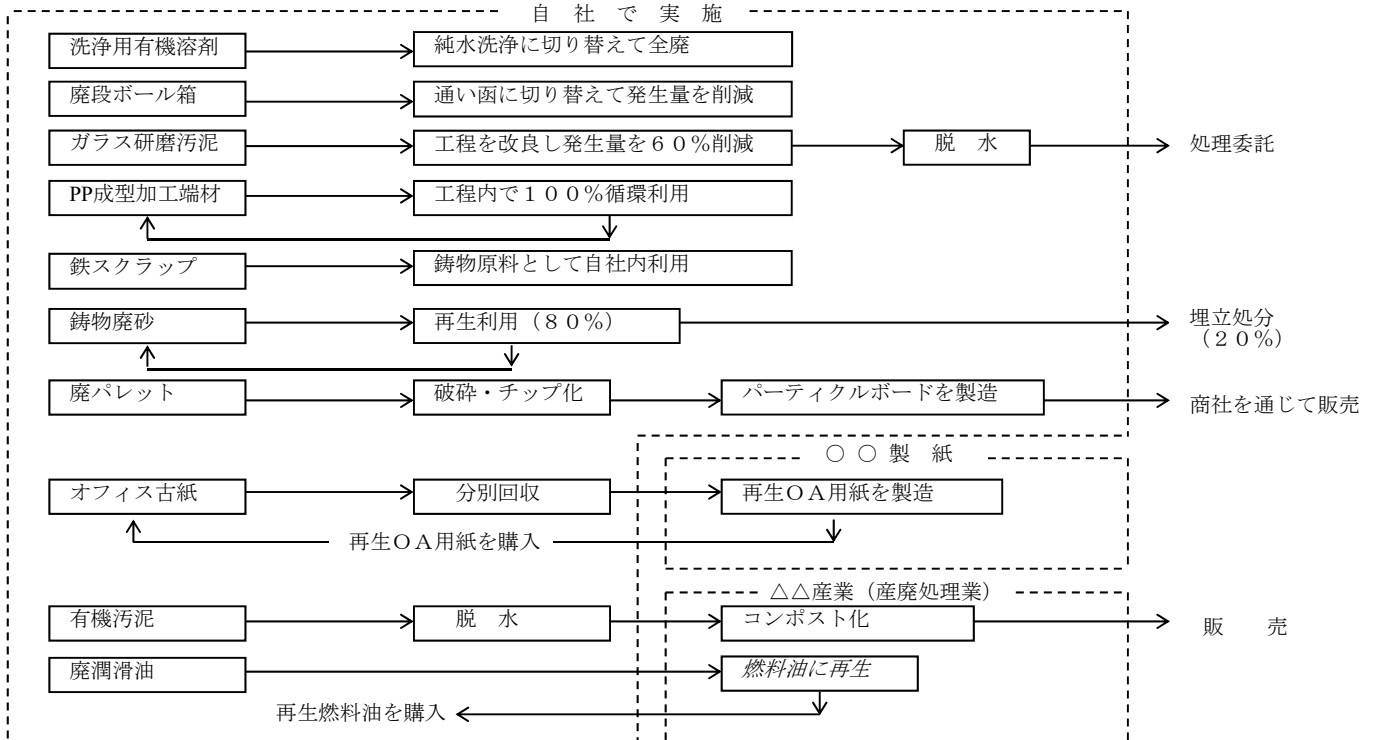 自 社 で 実 施
洗浄用有機溶剤
純水洗浄に切り替えて全廃
廃段ボール箱
通い函に切り替えて発生量を削減
ガラス研磨汚泥
工程を改良し発生量を６０％削減
脱 水
処理委託
PP成型加工端材
工程内で１００％循環利用
鉄スクラップ
鋳物原料として自社内利用
鋳物廃砂
再生利用（８０％）
埋立処分
（２０％）
廃パレット
破砕・チップ化
パーティクルボードを製造
商社を通じて販売
○ ○ 製 紙
オフィス古紙
分別回収
再生ＯＡ用紙を製造
再生ＯＡ用紙を購入
△△産業（産廃処理業）
有機汚泥
脱 水
コンポスト化
販 売
廃潤滑油
燃料油に再生
再生燃料油を購入